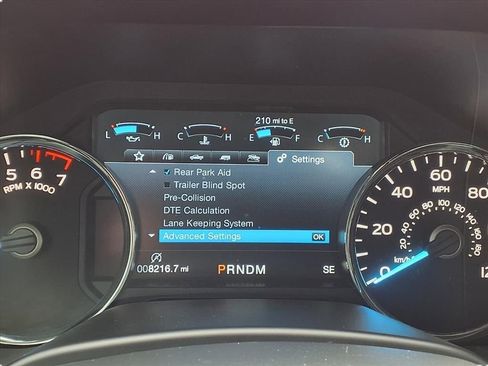 210 mi to E
L H C H E F C H
Settings
Rear Park Aid
Trailer Blind Spot
Pre-Collision
DTE Calculation
Lane Keeping System
Advanced Settings OK
008216.7 mi PRNDM SE
5 6 7
RPM X 1000
0 20 40 60 80
MPH
km/h